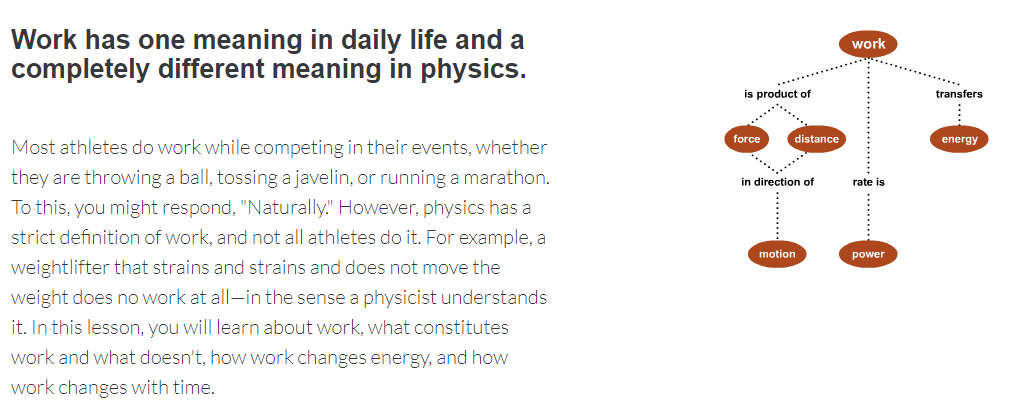 Work has one meaning in daily life and a
completely different meaning in physics.
Most athletes do work while competing in their events, whether
they are throwing a ball, tossing a javelin, or running a marathon.
To this, you might respond, "Naturally." However, physics has a
strict definition of work, and not all athletes do it. For example, a
weightlifter that strains and strains and does not move the
weight does no work at all—in the sense a physicist understands
it. In this lesson, you will learn about work, what constitutes
work and what doesn't, how work changes energy, and how
work changes with time.
work
is product of
transfers
force
distance
energy
in direction of
rate is
motion
power